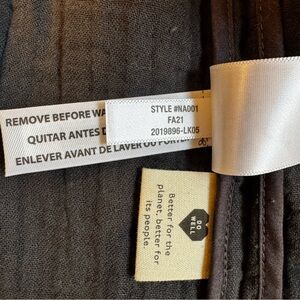 REMOVE BEFORE WA
QUITAR ANTES D
ENLEVER AVANT DE LAVER OU
STYLE #NA001
FA21
2019896-LK05
DO
WELL
Better for the
planet, better for
its people.